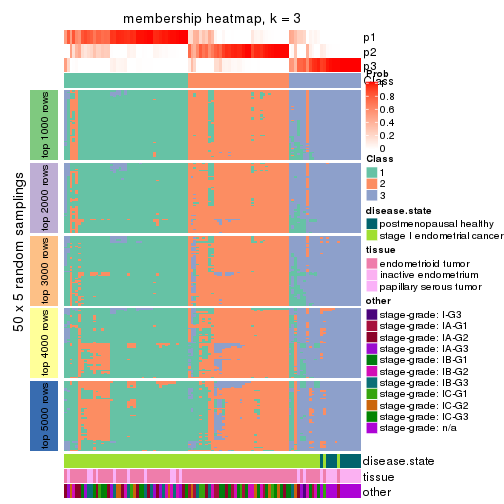 membership heatmap, k = 3
p1
p2
p3
Class
Prob
1
0.8
0.6
0.4
0.2
0
Class
1
2
3
disease.state
postmenopausal healthy
stage I endometrial cancer
tissue
endometrioid tumor
inactive endometrium
papillary serous tumor
other
stage-grade: I-G3
stage-grade: IA-G1
stage-grade: IA-G2
stage-grade: IA-G3
stage-grade: IB-G1
stage-grade: IB-G2
stage-grade: IB-G3
stage-grade: IC-G1
stage-grade: IC-G2
stage-grade: IC-G3
stage-grade: n/a
50 x 5 random samplings
top 1000 rows
top 2000 rows
top 3000 rows
top 4000 rows
top 5000 rows
disease.state
tissue
other